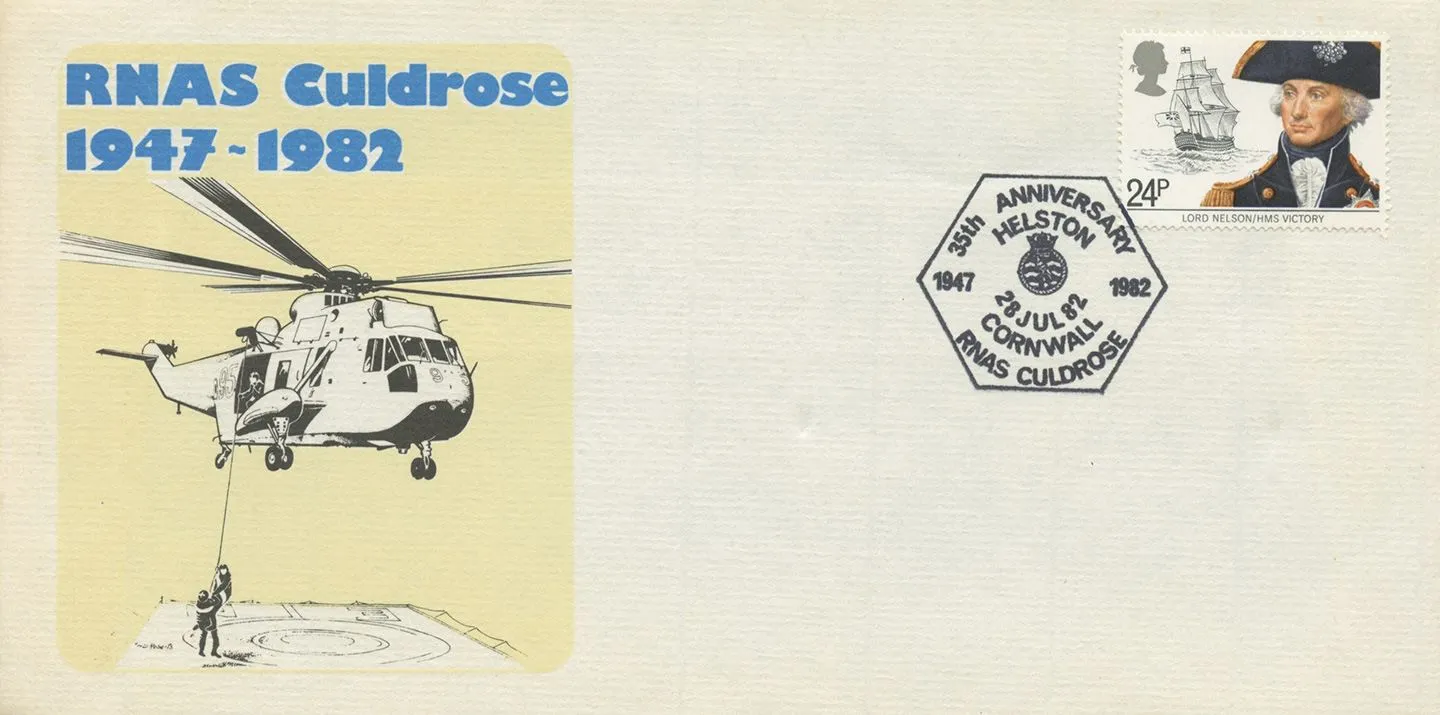 RNAS Culdrose
1947~1982
24P
LORD NELSON/HMS VICTORY
35th ANNIVERSARY
HELSTON
1947 1982
28 JUL 82
CORNWALL
RNAS CULDROSE